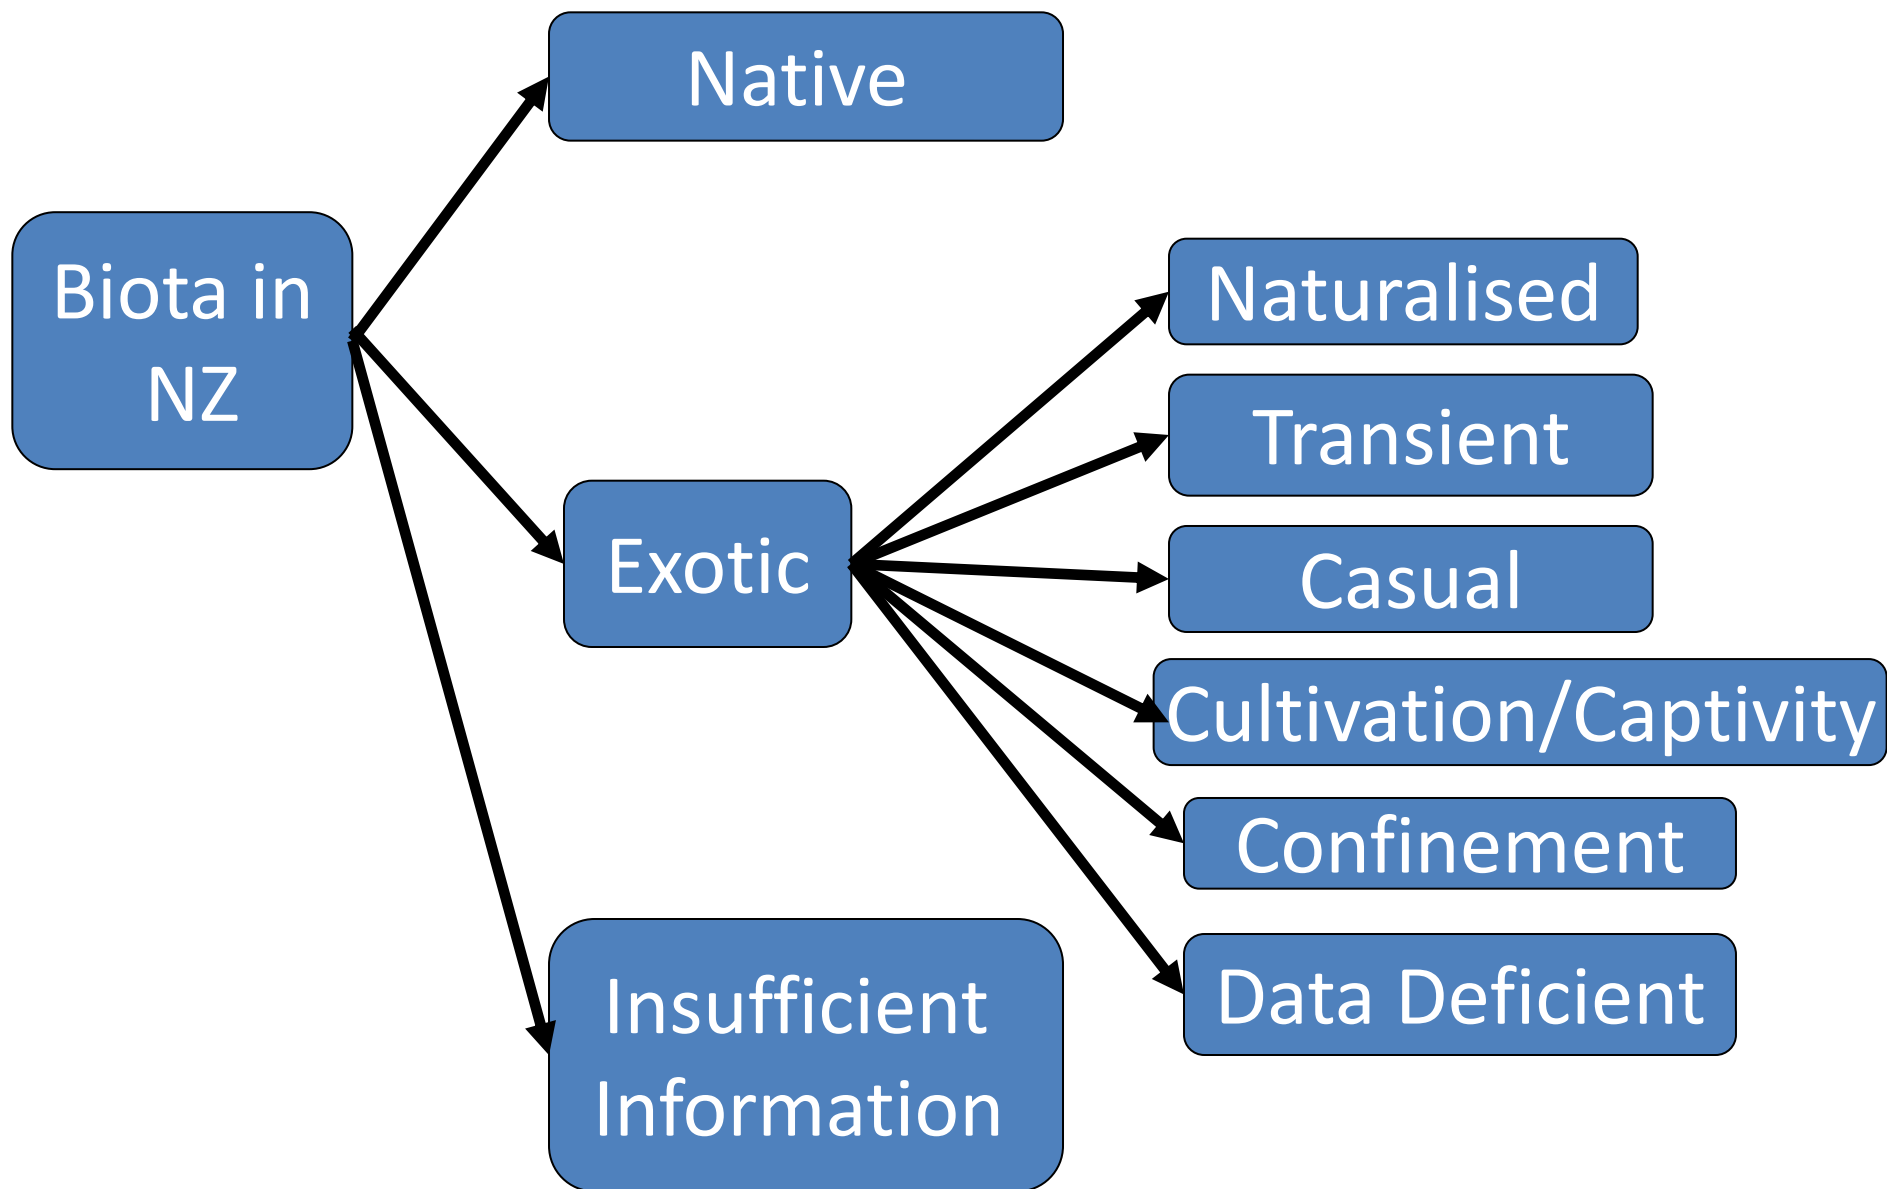 Native
Biota in
NZ
Naturalised
Transient
Exotic
Casual
Cultivation/Captivity
Confinement
Insufficient
Information
Data Deficient